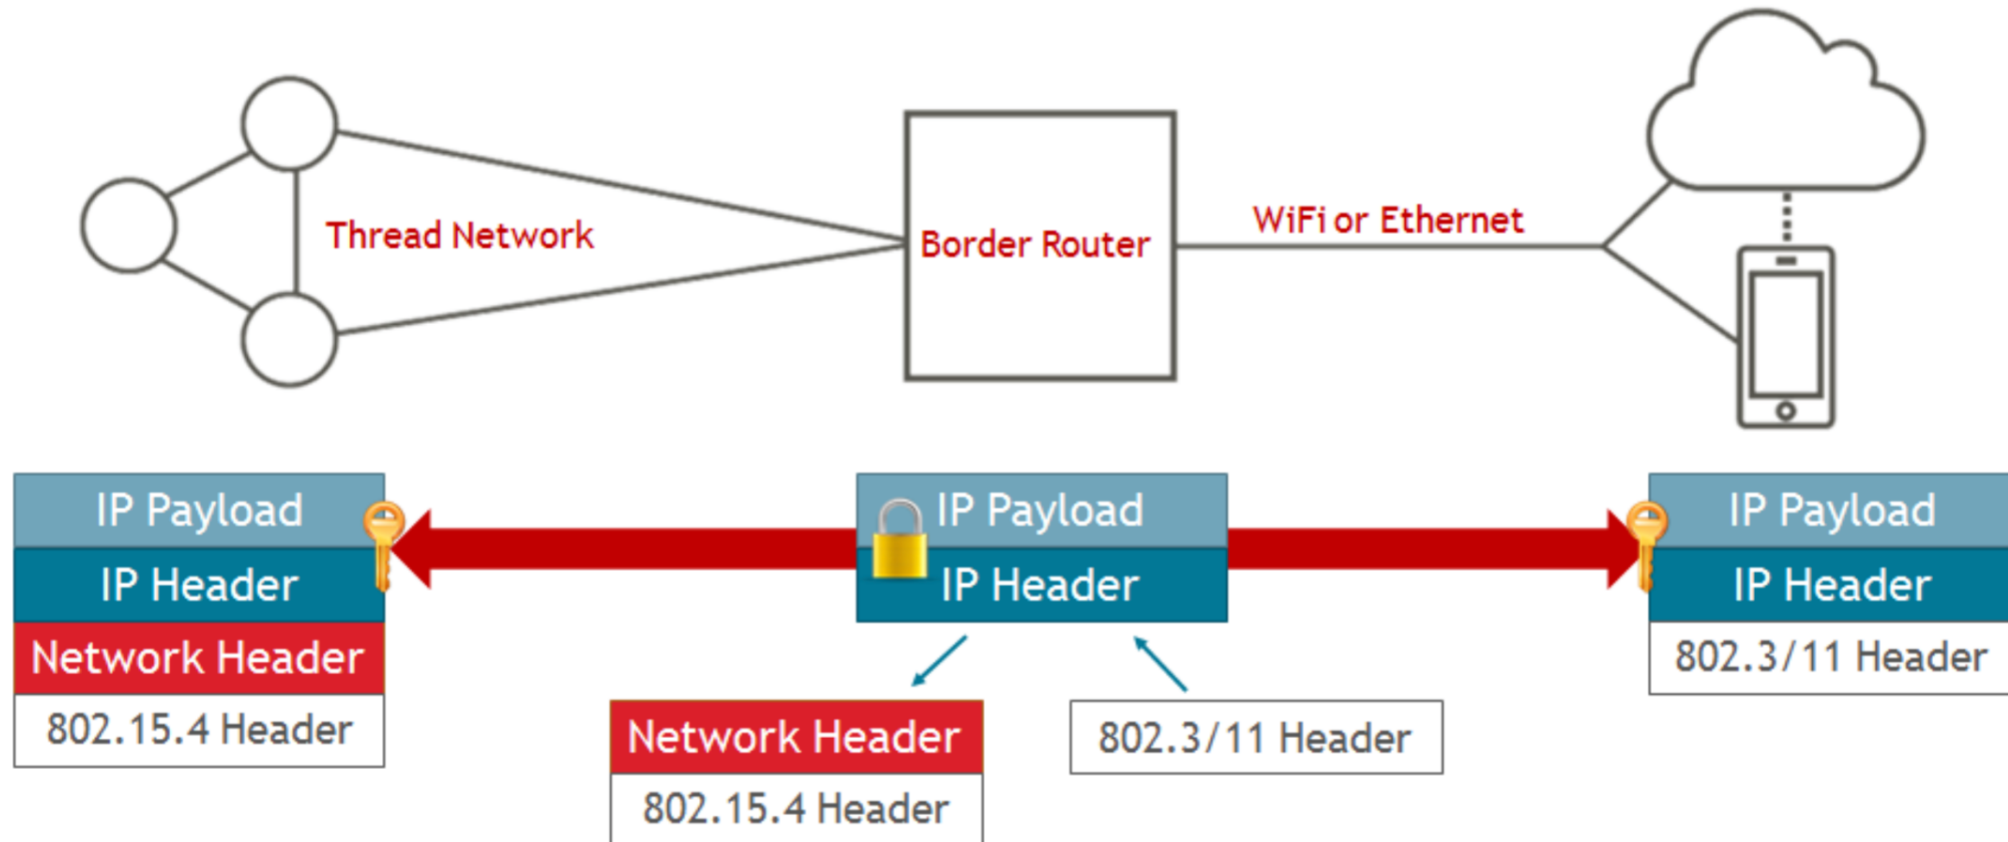 Thread Network
Border Router
WiFi or Ethernet
IP Payload
IP Header
Network Header
802.15.4 Header
IP Payload
IP Header
Network Header
802.15.4 Header
802.3/11 Header
IP Payload
IP Header
802.3/11 Header